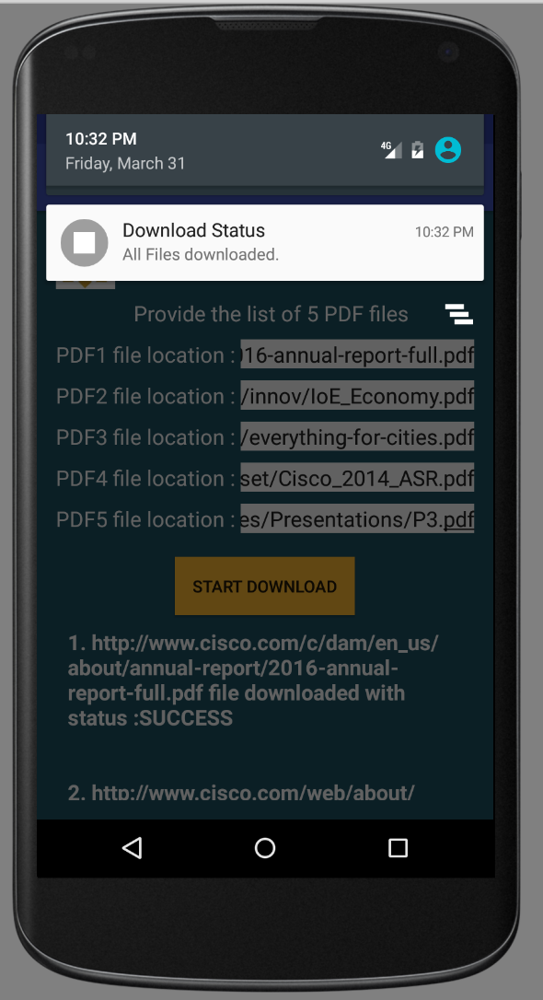 10:32 PM
4G
Friday, March 31
Download Status 10:32 PM
All Files downloaded.
Provide the list of 5 PDF files
PDF1 file location : 16-annual-report-full.pdf
PDF2 file location : /innov/IoE_Economy.pdf
PDF3 file location : /everything-for-cities.pdf
PDF4 file location : set/Cisco_2014_ASR.pdf
PDF5 file location : es/Presentations/P3.pdf
START DOWNLOAD
1. http://www.cisco.com/c/dam/en_us/
about/annual-report/2016-annual-
report-full.pdf file downloaded with
status :SUCCESS
2. http://www.cisco.com/web/about/